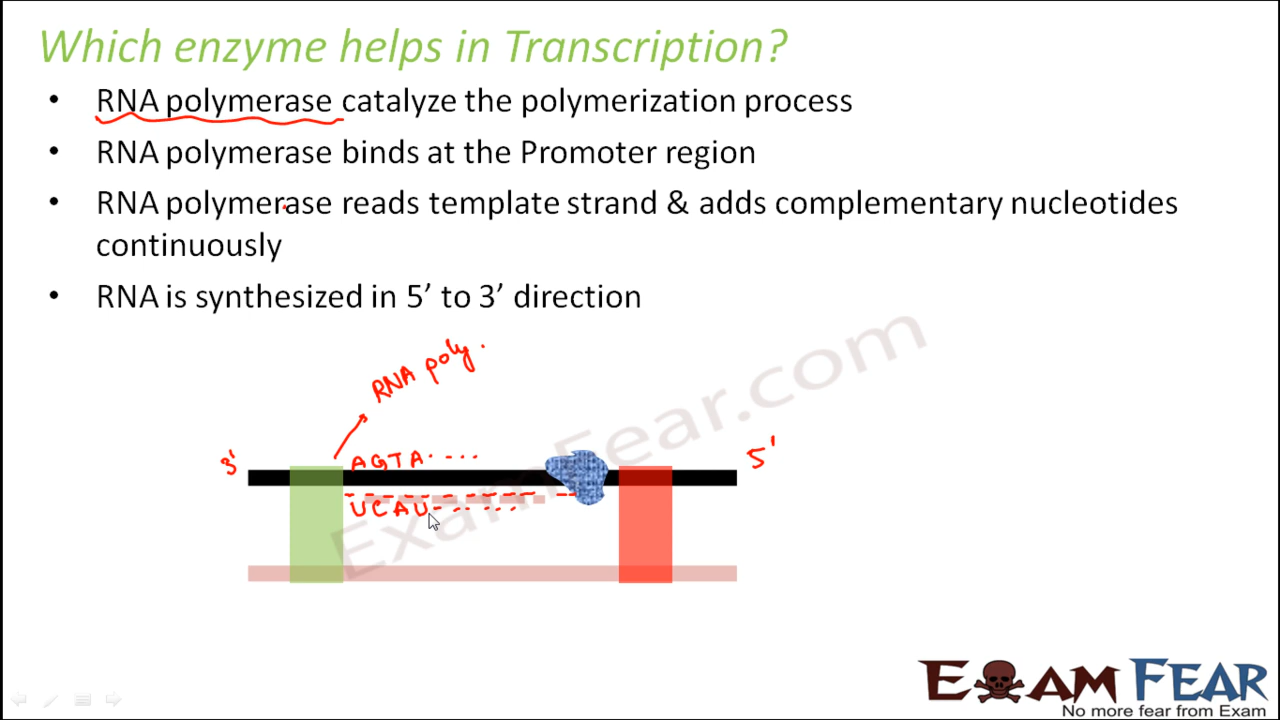 Which enzyme helps in Transcription?
• RNA polymerase catalyze the polymerization process
• RNA polymerase binds at the Promoter region
• RNA polymerase reads template strand & adds complementary nucleotides
continuously
• RNA is synthesized in 5’ to 3’ direction
RNA poly.
3'
AGTA....
5'
UCAU-......
ExamFear.com
EXAM FEAR
No more fear from Exam